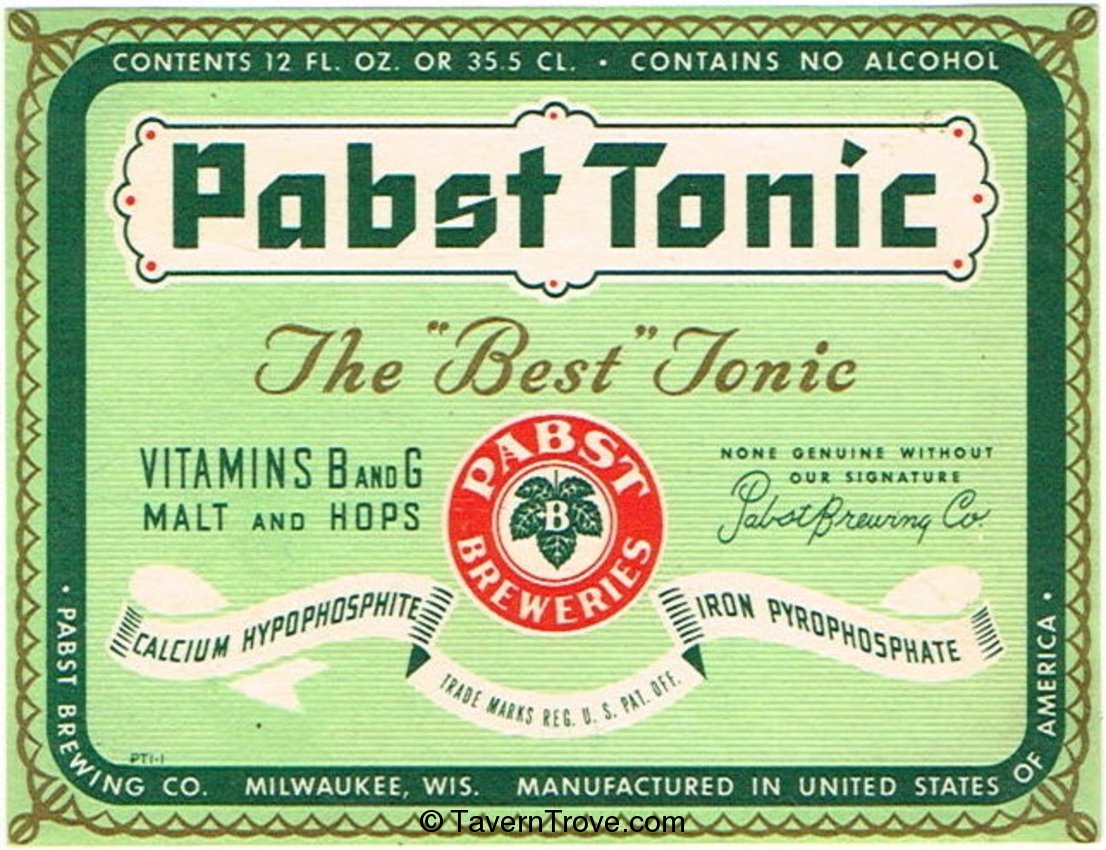 CONTENTS 12 FL. OZ. OR 35.5 CL. • CONTAINS NO ALCOHOL
Pabst Tonic
The "Best" Tonic
VITAMINS B AND G
MALT AND HOPS
PABST
B
BREWERIES
NONE GENUINE WITHOUT
OUR SIGNATURE
Pabst Brewing Co.
CALCIUM HYPOPHOSPHITE
IRON PYROPHOSPHATE
TRADE MARKS REG. U. S. PAT. OFF.
PT1-1
• PABST BREWING CO. MILWAUKEE, WIS. MANUFACTURED IN UNITED STATES OF AMERICA •
© TavernTrove.com